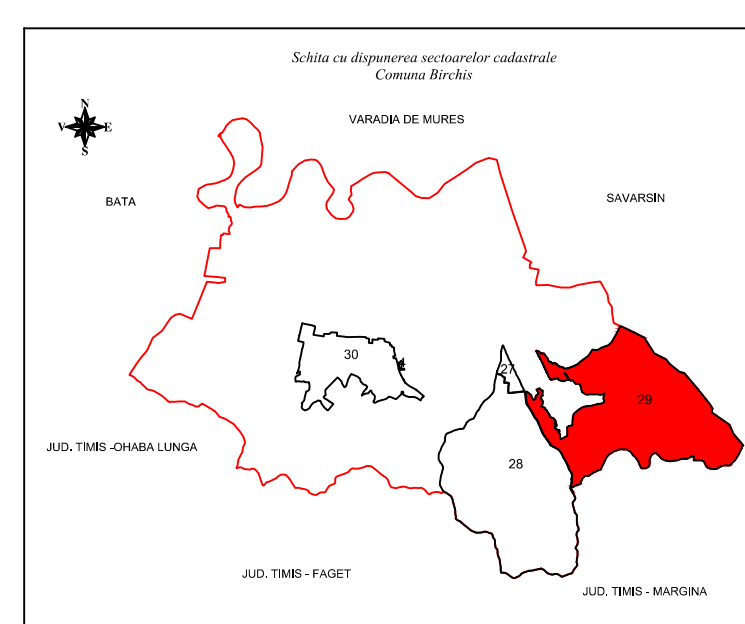 Schita cu dispunerea sectoarelor cadastrale
Comuna Birchis
N
V E
S
VARADIA DE MURES
BATA
SAVARSIN
30
27
29
28
JUD. TIMIS -OHABA LUNGA
JUD. TIMIS - FAGET
JUD. TIMIS - MARGINA